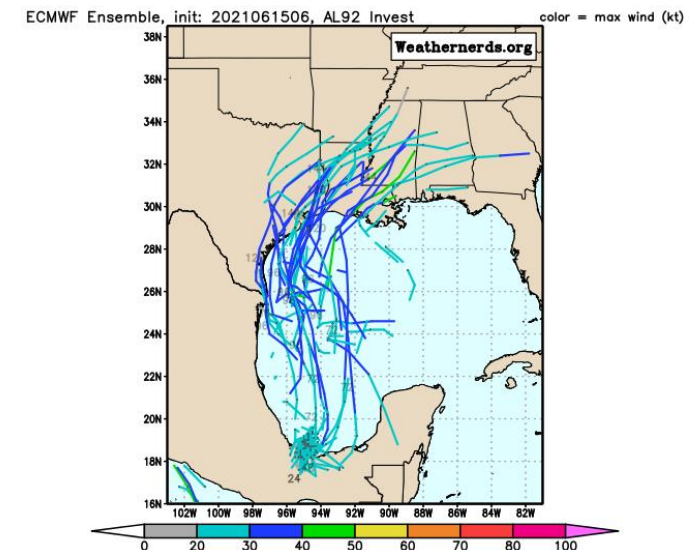 ECMWF Ensemble, init: 2021061506, AL92 Invest
color = max wind (kt)
Weathernerds.org
38N
36N
34N
32N
30N
28N
26N
24N
22N
20N
18N
16N
24
102W 100W 98W 96W 94W 92W 90W 88W 86W 84W 82W
0 20 30 40 50 60 70 80 100